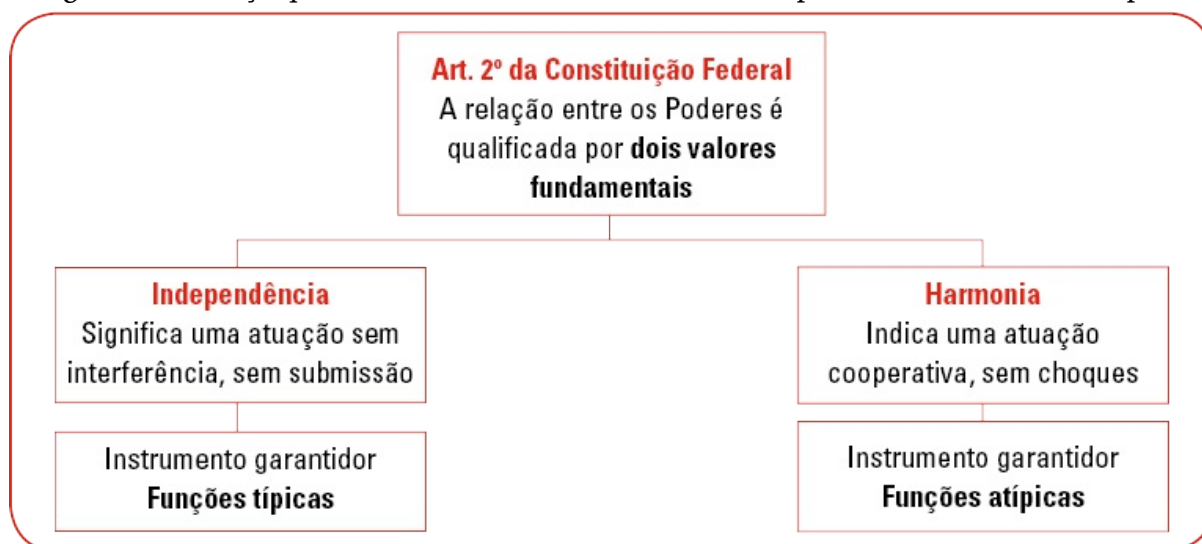 Art. 2º da Constituição Federal
A relação entre os Poderes é
qualificada por dois valores
fundamentais
Independência
Significa uma atuação sem
interferência, sem submissão
Instrumento garantidor
Funções típicas
Harmonia
Indica uma atuação
cooperativa, sem choques
Instrumento garantidor
Funções atípicas